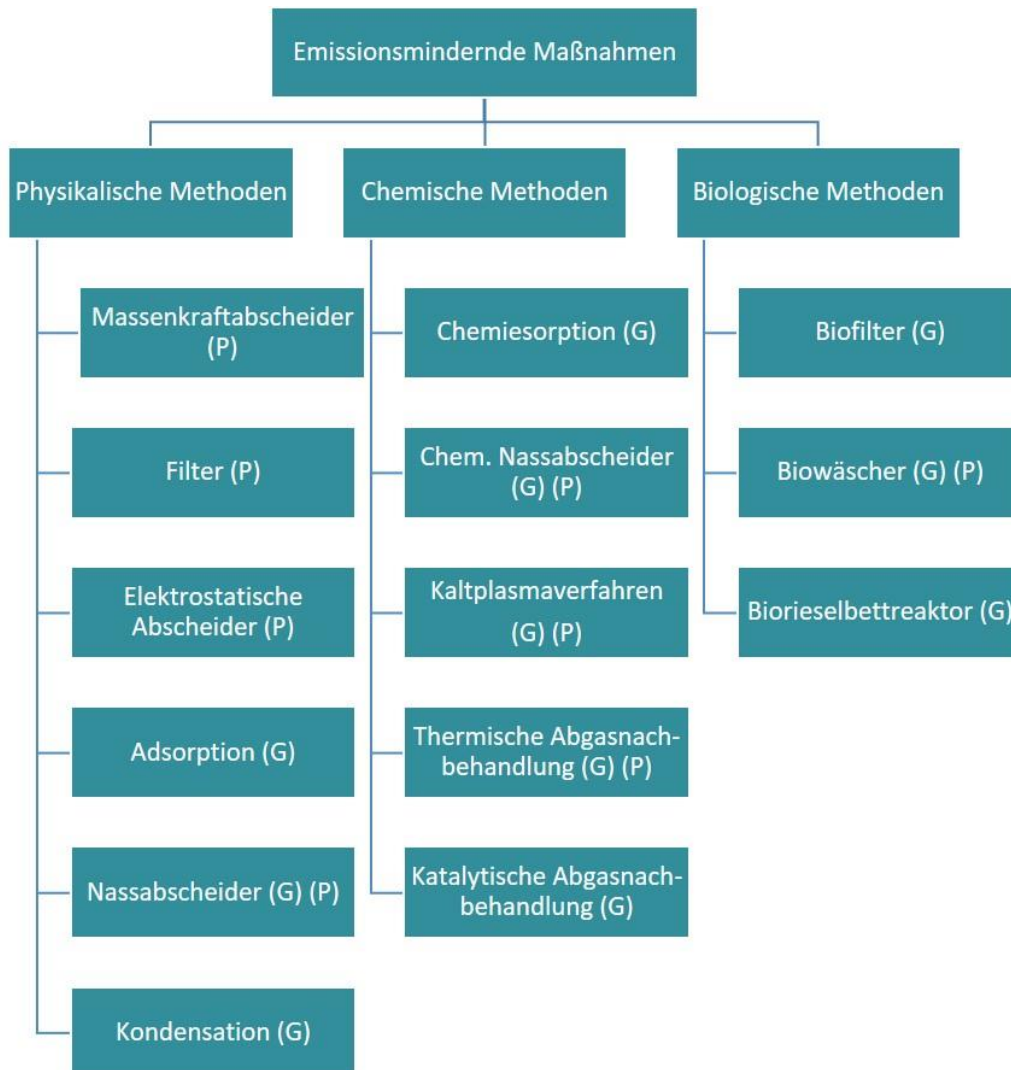 Emissionsmindernde Maßnahmen
Physikalische Methoden
Massenkraftabscheider
(P)
Filter (P)
Elektrostatische
Abscheider (P)
Adsorption (G)
Nassabscheider (G) (P)
Kondensation (G)
Chemische Methoden
Chemiesorption (G)
Chem. Nassabscheider
(G) (P)
Kaltplasmaverfahren
(G) (P)
Thermische Abgasnach-
behandlung (G) (P)
Katalytische Abgasnach-
behandlung (G)
Biologische Methoden
Biofilter (G)
Biowäscher (G) (P)
Biorieselbettreaktor (G)